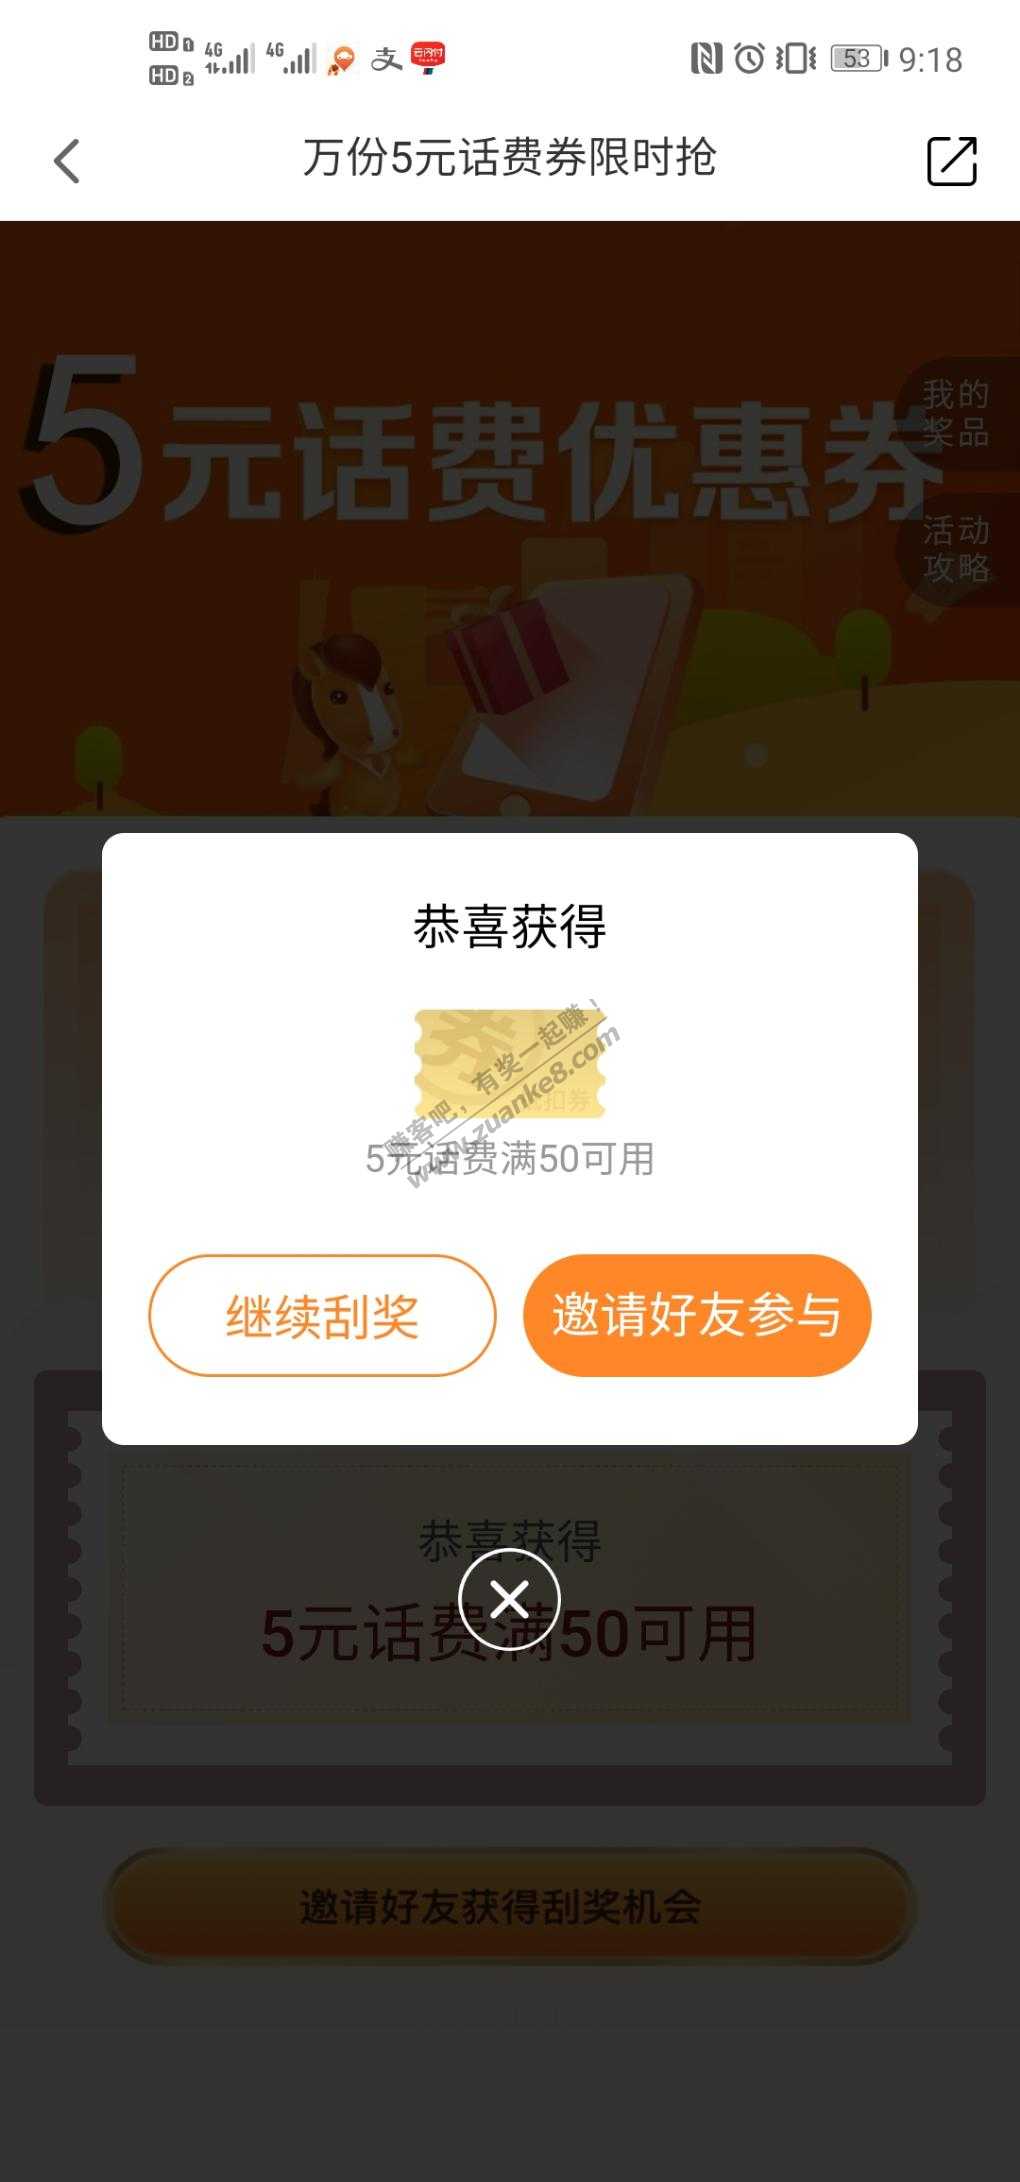 HD 1 4G 4G 支 云闪付 53 9:18
HD 2
万份5元话费券限时抢
我的
奖品
5元话费优惠券
活动
攻略
恭喜获得
券
扣券
赚客吧，有奖一起赚！
www.zuanke8.com
5元话费满50可用
继续刮奖
邀请好友参与
恭喜获得
5元话费满50可用
邀请好友获得刮奖机会